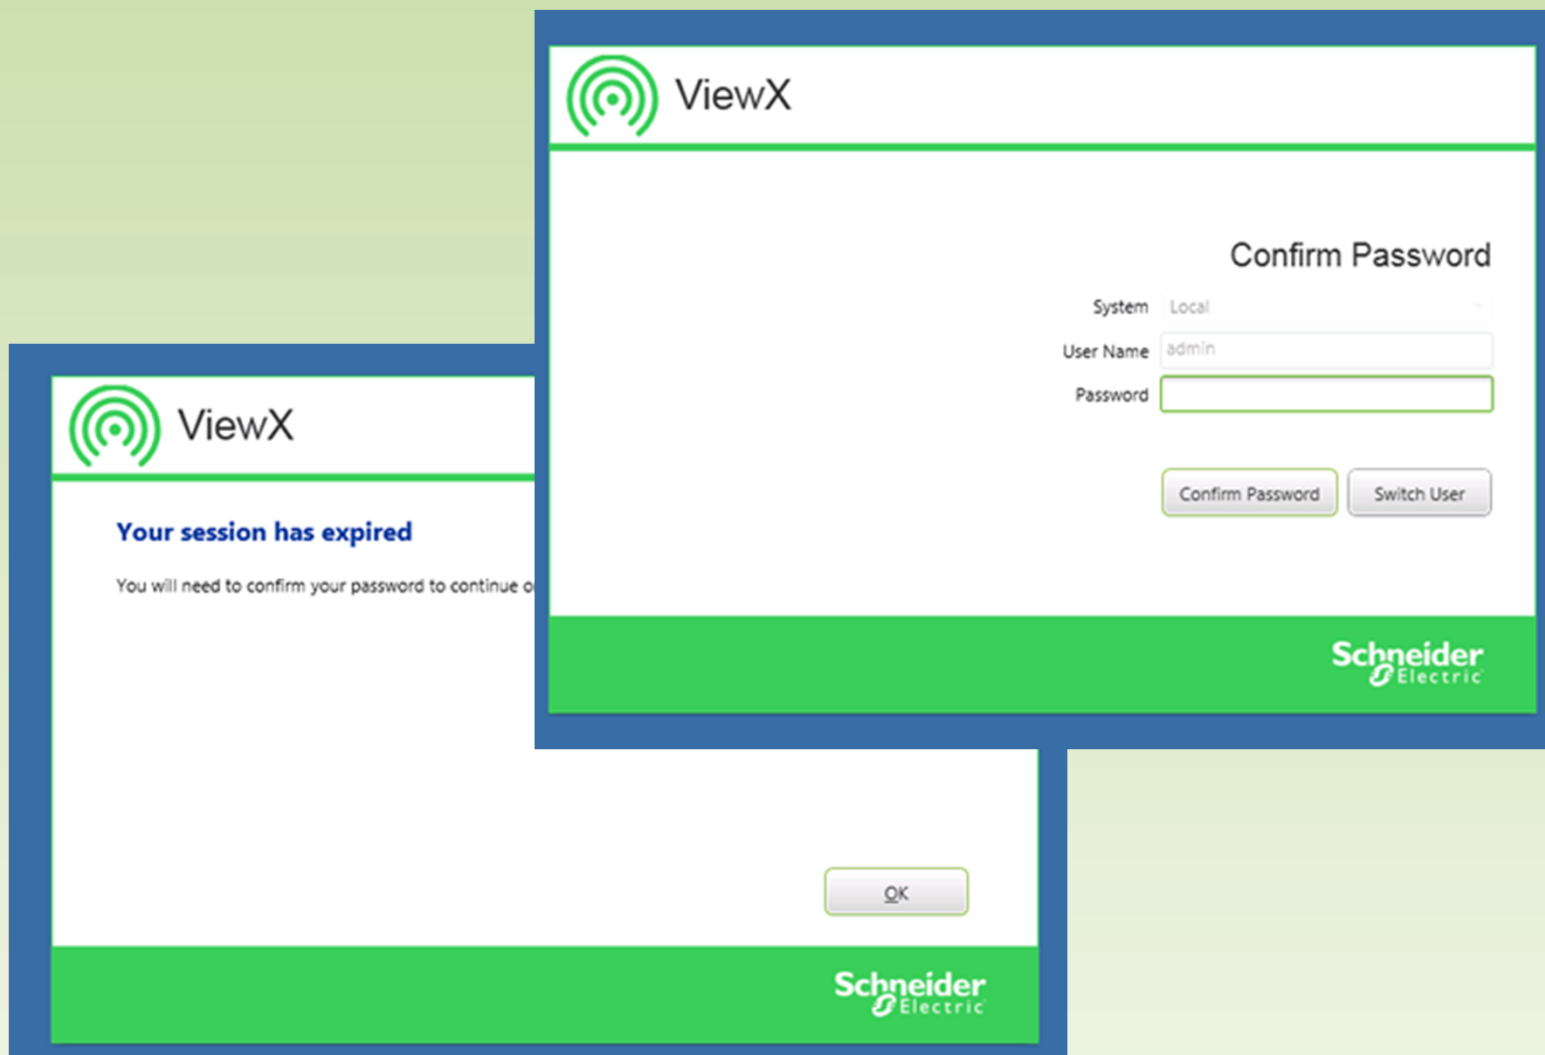 ViewX
Confirm Password
System Local
User Name admin
Password
Confirm Password Switch User
Schneider
Electric
ViewX
Your session has expired
You will need to confirm your password to continue
OK
Schneider
Electric